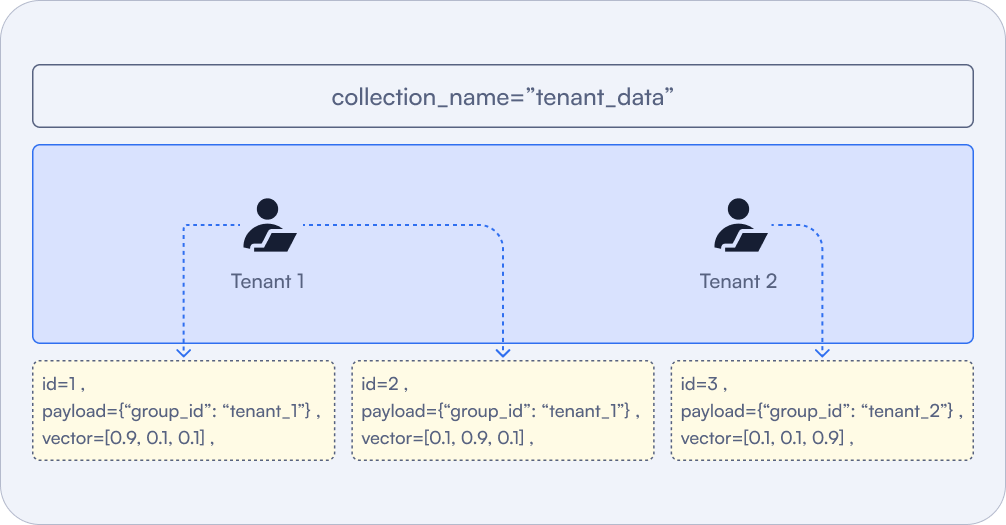 collection_name=”tenant_data”
Tenant 1
Tenant 2
id=1 ,
payload={“group_id”: “tenant_1”} ,
vector=[0.9, 0.1, 0.1] ,
id=2 ,
payload={“group_id”: “tenant_1”} ,
vector=[0.1, 0.9, 0.1] ,
id=3 ,
payload={“group_id”: “tenant_2”} ,
vector=[0.1, 0.1, 0.9] ,